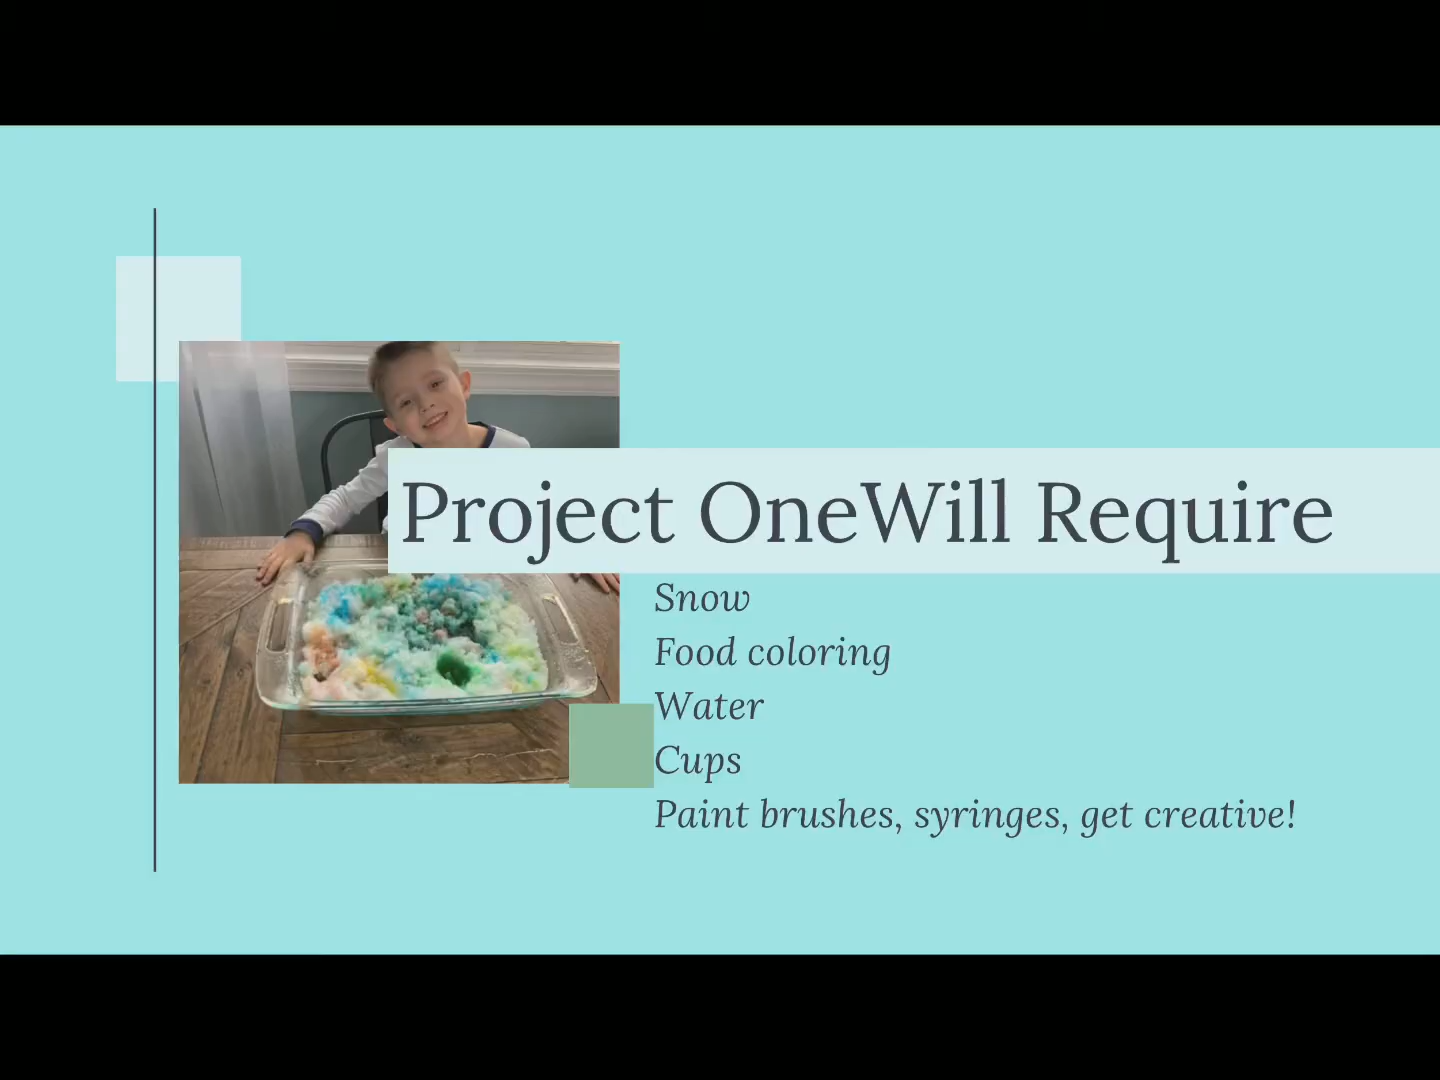 Project OneWill Require
Snow
Food coloring
Water
Cups
Paint brushes, syringes, get creative!